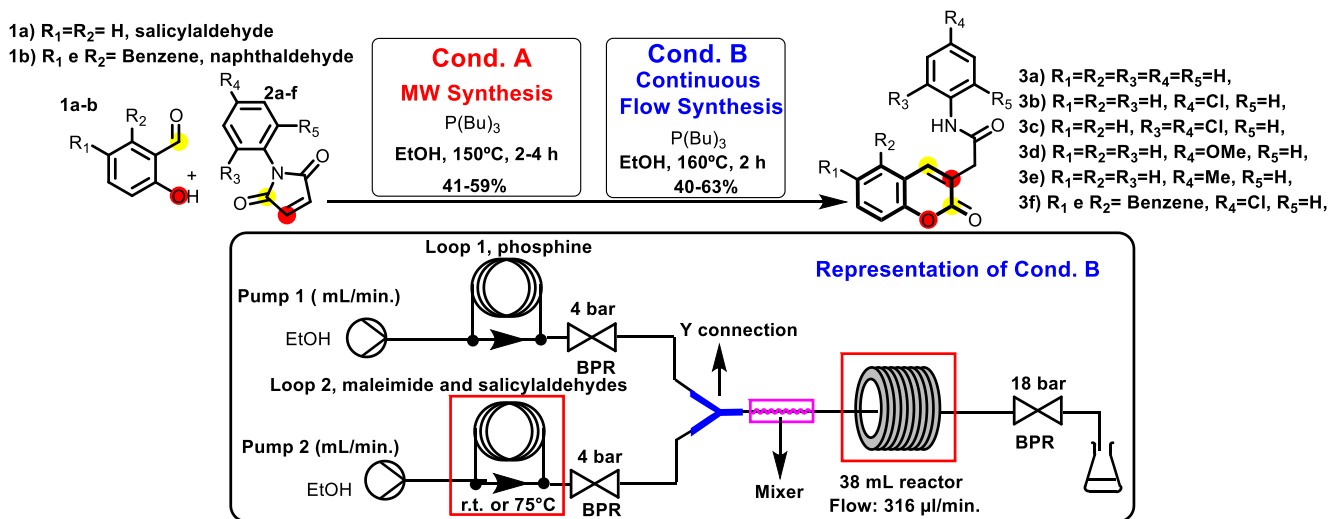 1a) R1=R2= H, salicylaldehyde
1b) R1 e R2= Benzene, naphthaldehyde
1a-b
R1
R2
O
OH
+
2a-f
R4
R5
R3
N
O
O
Cond. A
MW Synthesis
P(Bu)3
EtOH, 150ºC, 2-4 h
41-59%
Cond. B
Continuous
Flow Synthesis
P(Bu)3
EtOH, 160ºC, 2 h
40-63%
R4
R3
R5
HN
O
R2
R1
O
O
3a) R1=R2=R3=R4=R5=H,
3b) R1=R2=R3=H, R4=Cl, R5=H,
3c) R1=R2=H, R3=R4=Cl, R5=H,
3d) R1=R2=R3=H, R4=OMe, R5=H,
3e) R1=R2=R3=H, R4=Me, R5=H,
3f) R1 e R2= Benzene, R4=Cl, R5=H,
Representation of Cond. B
Loop 1, phosphine
Pump 1 ( mL/min.)
EtOH
4 bar
BPR
Y connection
Loop 2, maleimide and salicylaldehydes
Pump 2 (mL/min.)
EtOH
r.t. or 75°C
4 bar
BPR
Mixer
38 mL reactor
Flow: 316 µl/min.
18 bar
BPR